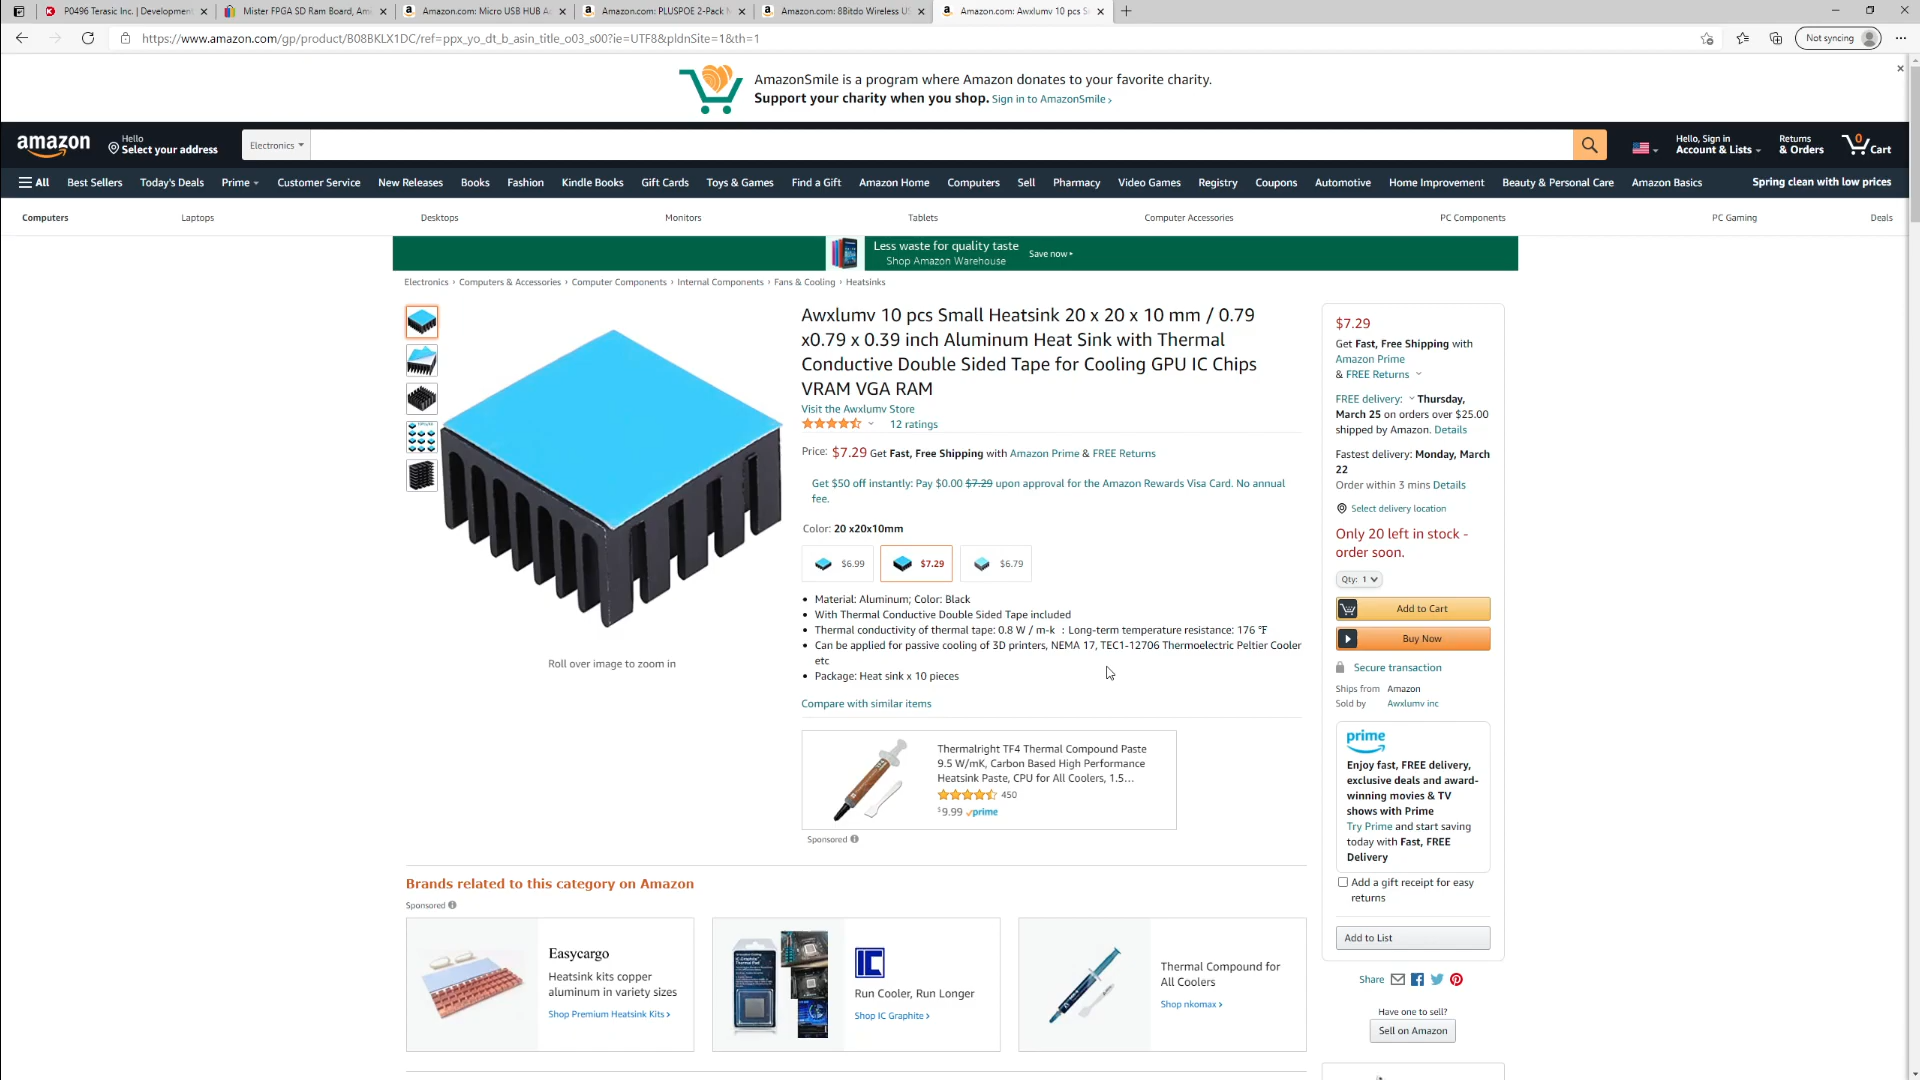 P0496 Terasic Inc. | Development
Mister FPGA SD Ram Board, Am
Amazon.com: Micro USB HUB A
Amazon.com: PLUSPOE 2-Pack
Amazon.com: 8Bitdo Wireless U
Amazon.com: Awxlumv 10 pcs S
https://www.amazon.com/gp/product/B08BKLX1DC/ref=ppx_yo_dt_b_asin_title_o03_s00?ie=UTF8&pldnSite=1&th=1
Not syncing
AmazonSmile is a program where Amazon donates to your favorite charity.
Support your charity when you shop. Sign in to AmazonSmile ›
amazon
Hello
Select your address
Electronics
Hello, Sign in
Account & Lists
Returns
& Orders
0
Cart
All Best Sellers Today's Deals Prime Customer Service New Releases Books Fashion Kindle Books Gift Cards Toys & Games Find a Gift Amazon Home Computers Sell Pharmacy Video Games Registry Coupons Automotive Home Improvement Beauty & Personal Care Amazon Basics Spring clean with low prices
Computers Laptops Desktops Monitors Tablets Computer Accessories PC Components PC Gaming Deals
Less waste for quality taste
Shop Amazon Warehouse
Save now
Electronics › Computers & Accessories › Computer Components › Internal Components › Fans & Cooling › Heatsinks
Roll over image to zoom in
Awxlumv 10 pcs Small Heatsink 20 x 20 x 10 mm / 0.79
x0.79 x 0.39 inch Aluminum Heat Sink with Thermal
Conductive Double Sided Tape for Cooling GPU IC Chips
VRAM VGA RAM
Visit the Awxlumv Store
12 ratings
Price: $7.29 Get Fast, Free Shipping with Amazon Prime & FREE Returns
Get $50 off instantly: Pay $0.00 $7.29 upon approval for the Amazon Rewards Visa Card. No annual
fee.
Color: 20 x20x10mm
$6.99 $7.29 $6.79
• Material: Aluminum; Color: Black
• With Thermal Conductive Double Sided Tape included
• Thermal conductivity of thermal tape: 0.8 W / m-k ：Long-term temperature resistance: 176 ℉
• Can be applied for passive cooling of 3D printers, NEMA 17, TEC1-12706 Thermoelectric Peltier Cooler
etc
• Package: Heat sink x 10 pieces
Compare with similar items
Thermalright TF4 Thermal Compound Paste
9.5 W/mK, Carbon Based High Performance
Heatsink Paste, CPU for All Coolers, 1.5...
450
$9.99 prime
Sponsored
$7.29
Get Fast, Free Shipping with
Amazon Prime
& FREE Returns
FREE delivery: Thursday,
March 25 on orders over $25.00
shipped by Amazon. Details
Fastest delivery: Monday, March
22
Order within 3 mins Details
Select delivery location
Only 20 left in stock -
order soon.
Qty: 1
Add to Cart
Buy Now
Secure transaction
Ships from Amazon
Sold by Awxlumv inc
prime
Enjoy fast, FREE delivery,
exclusive deals and award-
winning movies & TV
shows with Prime
Try Prime and start saving
today with Fast, FREE
Delivery
Add a gift receipt for easy
returns
Add to List
Share
Have one to sell?
Sell on Amazon
Brands related to this category on Amazon
Sponsored
Easycargo
Heatsink kits copper
aluminum in variety sizes
Shop Premium Heatsink Kits ›
IC
Run Cooler, Run Longer
Shop IC Graphite ›
Thermal Compound for
All Coolers
Shop nkomax ›